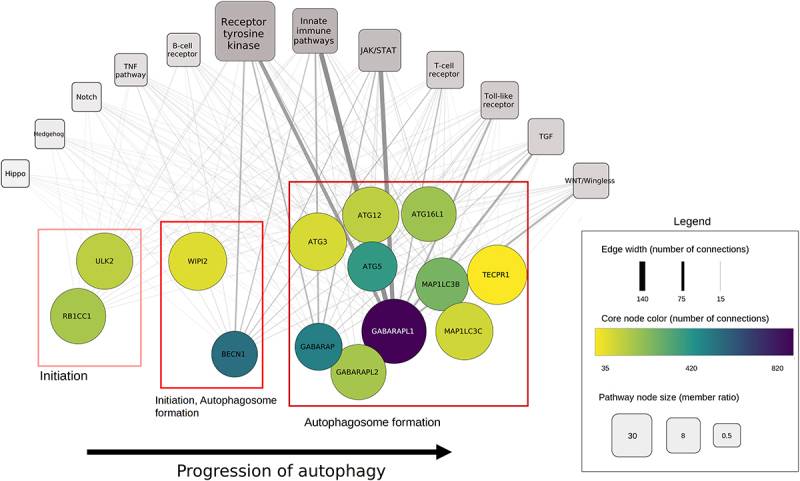 Receptor
tyrosine
kinase
Innate
immune
pathways
JAK/STAT
B-cell
receptor
TNF
pathway
T-cell
receptor
Notch
Toll-like
receptor
Hedgehog
TGF
Hippo
WNT/Wingless
ULK2
RB1CC1
Initiation
WIPI2
BECN1
Initiation, Autophagosome
formation
ATG3
ATG12
ATG16L1
ATG5
MAP1LC3B
TECPR1
GABARAP
GABARAPL1
MAP1LC3C
GABARAPL2
Autophagosome formation
Progression of autophagy
Legend
Edge width (number of connections)
140 75 15
Core node color (number of connections)
35 420 820
Pathway node size (member ratio)
30 8 0.5